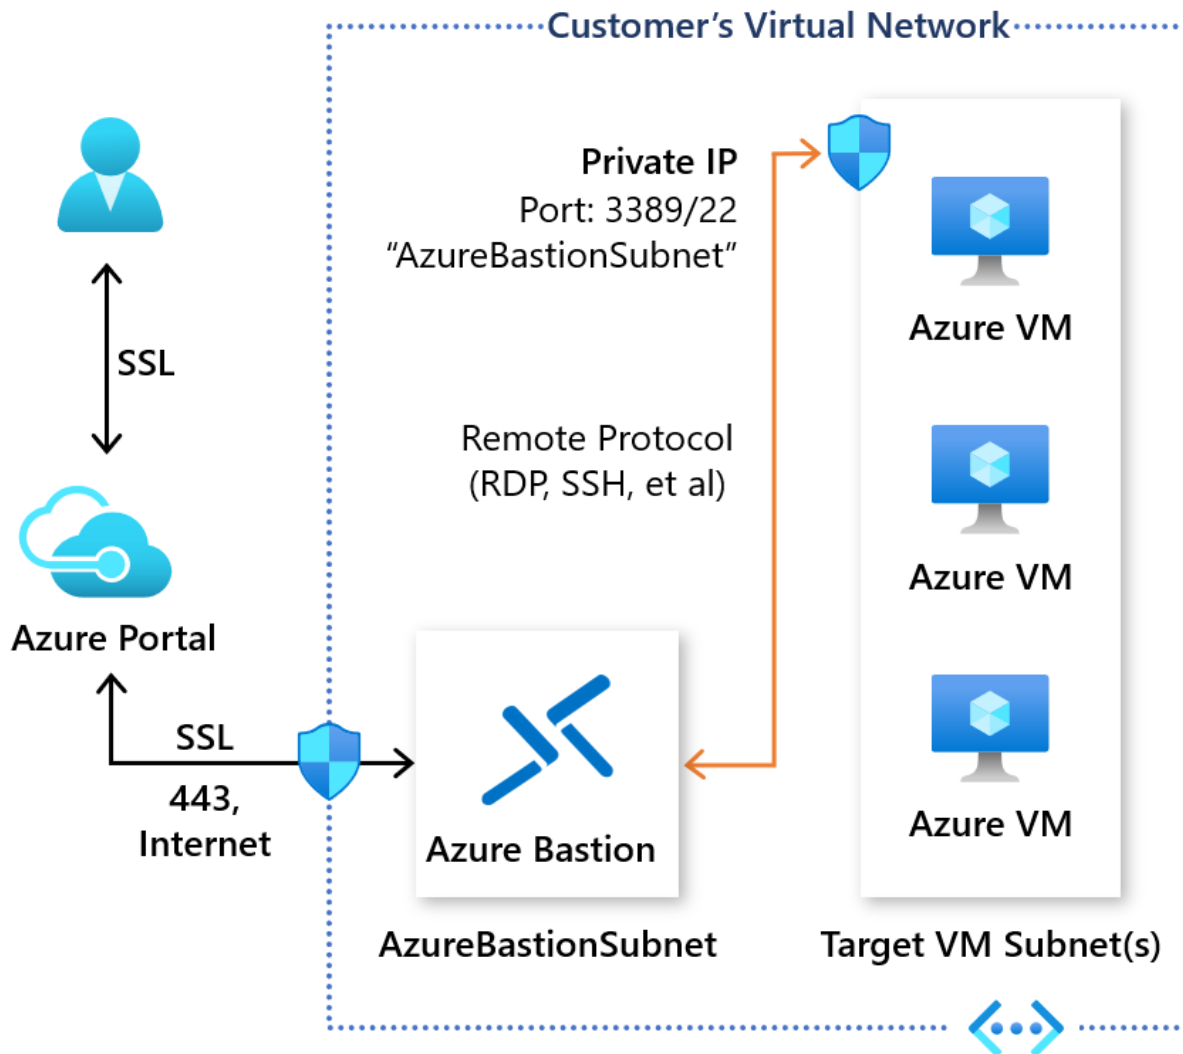 Customer’s Virtual Network
Private IP
Port: 3389/22
“AzureBastionSubnet”
Azure VM
SSL
Remote Protocol
(RDP, SSH, et al)
Azure VM
Azure Portal
SSL
443,
Internet
Azure Bastion
Azure VM
AzureBastionSubnet
Target VM Subnet(s)